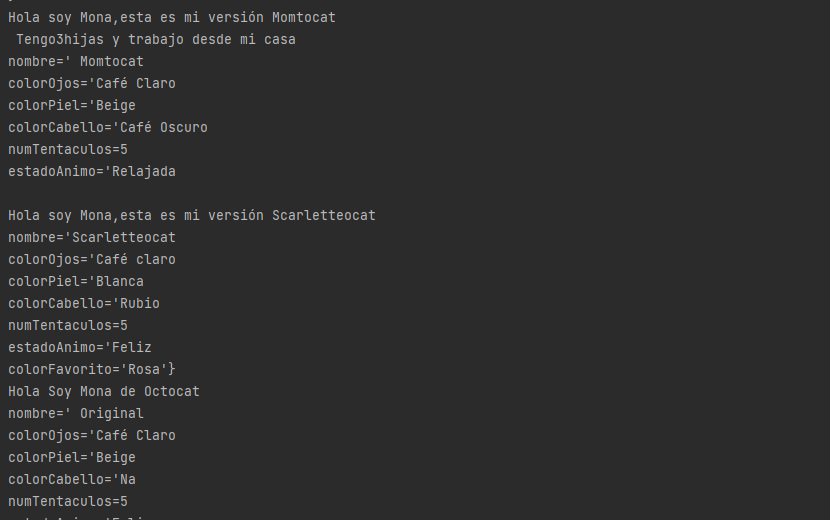 Hola soy Mona,esta es mi versión Momtocat
Tengo3hijas y trabajo desde mi casa
nombre=' Momtocat
colorOjos='Café Claro
colorPiel='Beige
colorCabello='Café Oscuro
numTentaculos=5
estadoAnimo='Relajada
Hola soy Mona,esta es mi versión Scarletteocat
nombre='Scarletteocat
colorOjos='Café claro
colorPiel='Blanca
colorCabello='Rubio
numTentaculos=5
estadoAnimo='Feliz
colorFavorito='Rosa'}
Hola Soy Mona de Octocat
nombre=' Original
colorOjos='Café Claro
colorPiel='Beige
colorCabello='Na
numTentaculos=5